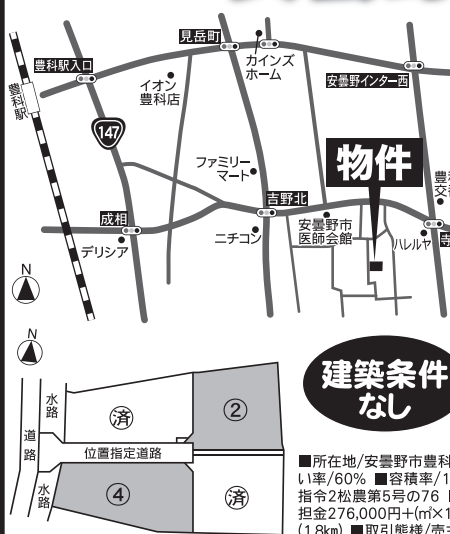 見岳町
カインズ
ホーム
豊科駅入口
イオン
豊科店
安曇野インター西
豊科駅
147
ファミリー
マート
物件
吉野北
成相
デリシア
ニチコン
安曇野市
医師会館
ハレルヤ
N
N
建築条件
なし
水路
済
②
道路
位置指定道路
水路
④
済
■所在地/安曇野市豊科
い率/60% ■容積率/1
指令2松農第5号の76
担金276,000円+(㎡×1
(1.8km) ■取引態様/売主